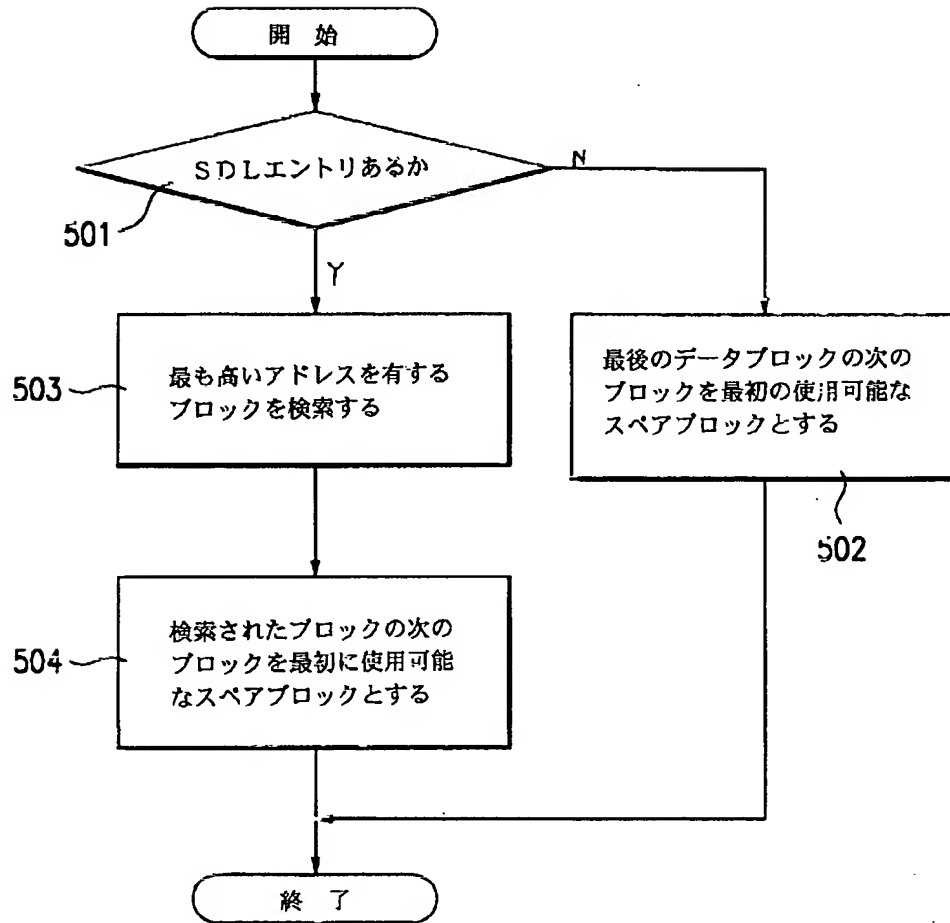 開 始
SDLエントリあるか
N
501
Y
503
最も高いアドレスを有する
ブロックを検索する
最後のデータブロックの次の
ブロックを最初の使用可能な
スペアブロックとする
502
504
検索されたブロックの次の
ブロックを最初に使用可能
なスペアブロックとする
終 了